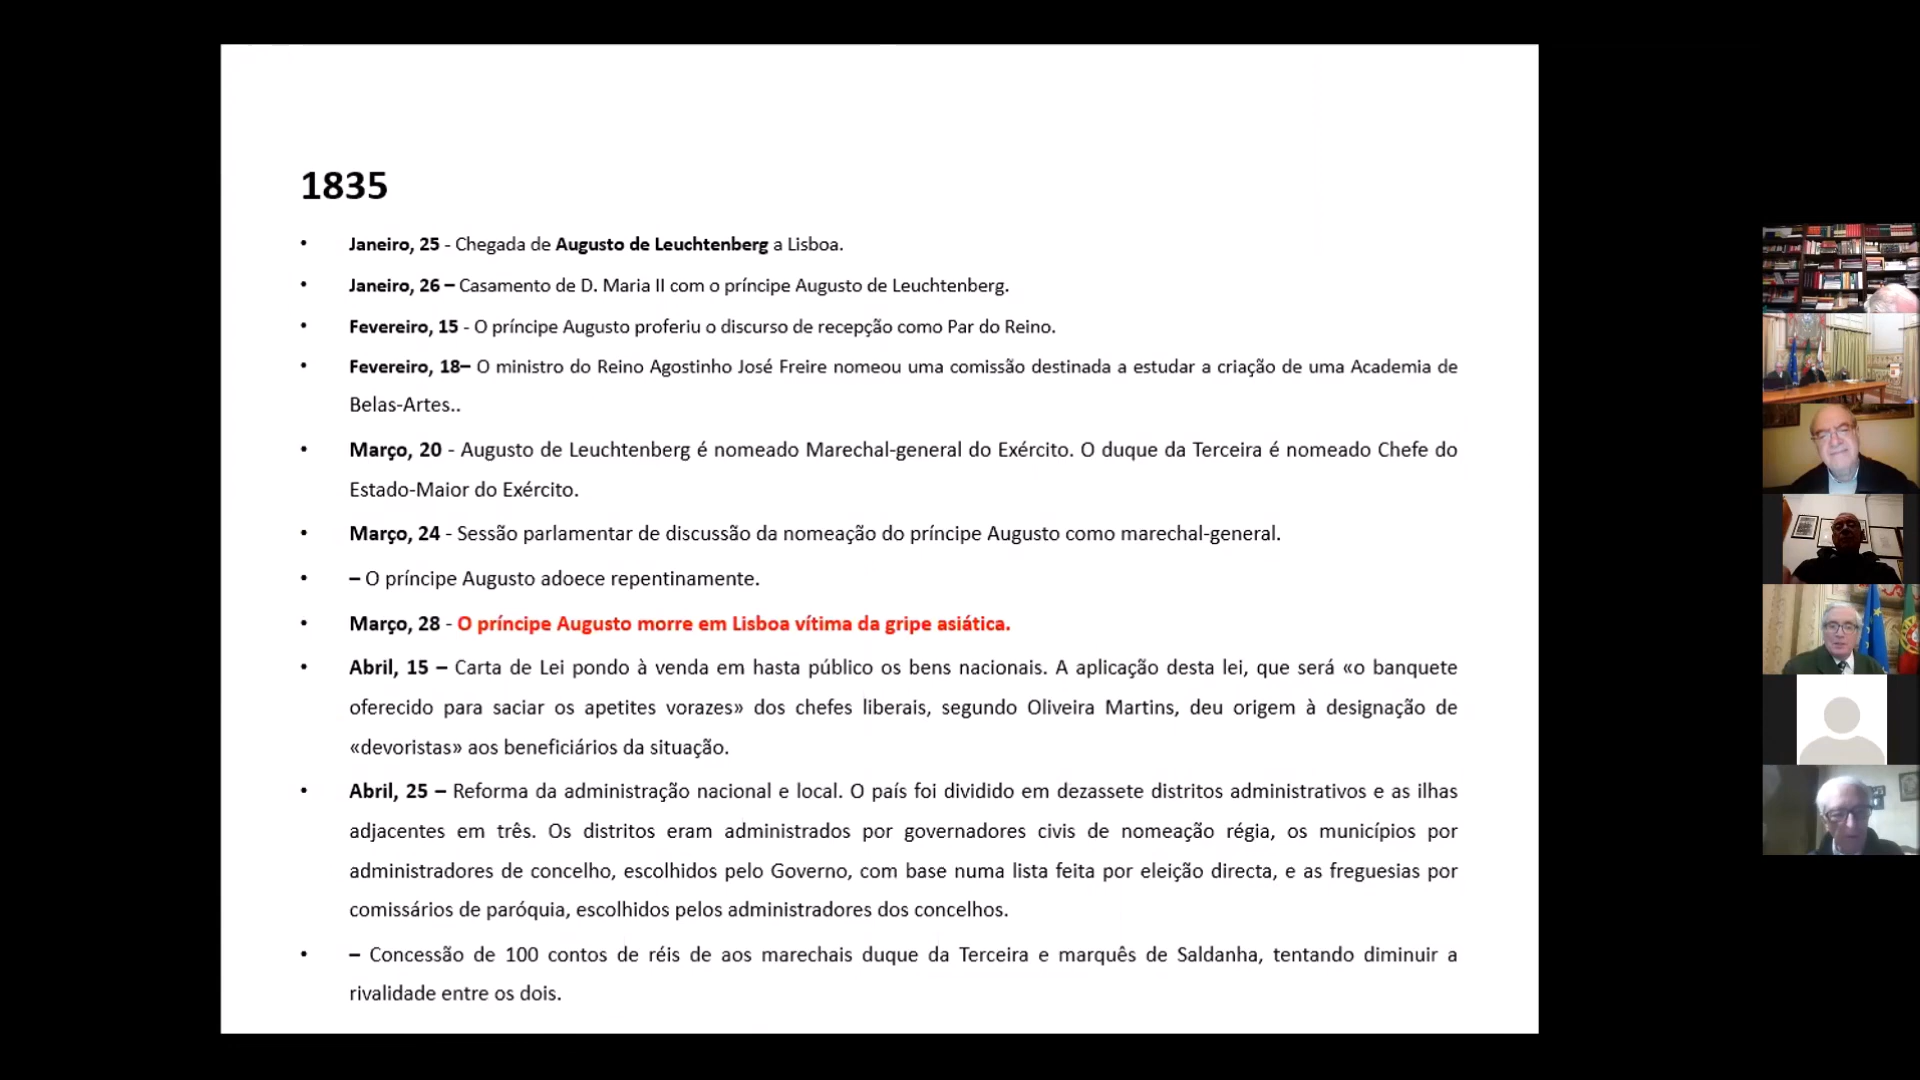 1835
• Janeiro, 25 - Chegada de Augusto de Leuchtenberg a Lisboa.
• Janeiro, 26 – Casamento de D. Maria II com o príncipe Augusto de Leuchtenberg.
• Fevereiro, 15 - O príncipe Augusto proferiu o discurso de recepção como Par do Reino.
• Fevereiro, 18– O ministro do Reino Agostinho José Freire nomeou uma comissão destinada a estudar a criação de uma Academia de
Belas-Artes..
• Março, 20 - Augusto de Leuchtenberg é nomeado Marechal-general do Exército. O duque da Terceira é nomeado Chefe do
Estado-Maior do Exército.
• Março, 24 - Sessão parlamentar de discussão da nomeação do príncipe Augusto como marechal-general.
• – O príncipe Augusto adoece repentinamente.
• Março, 28 - O príncipe Augusto morre em Lisboa vítima da gripe asiática.
• Abril, 15 – Carta de Lei pondo à venda em hasta público os bens nacionais. A aplicação desta lei, que será «o banquete
oferecido para saciar os apetites vorazes» dos chefes liberais, segundo Oliveira Martins, deu origem à designação de
«devoristas» aos beneficiários da situação.
• Abril, 25 – Reforma da administração nacional e local. O país foi dividido em dezassete distritos administrativos e as ilhas
adjacentes em três. Os distritos eram administrados por governadores civis de nomeação régia, os municípios por
administradores de concelho, escolhidos pelo Governo, com base numa lista feita por eleição directa, e as freguesias por
comissários de paróquia, escolhidos pelos administradores dos concelhos.
• – Concessão de 100 contos de réis de aos marechais duque da Terceira e marquês de Saldanha, tentando diminuir a
rivalidade entre os dois.